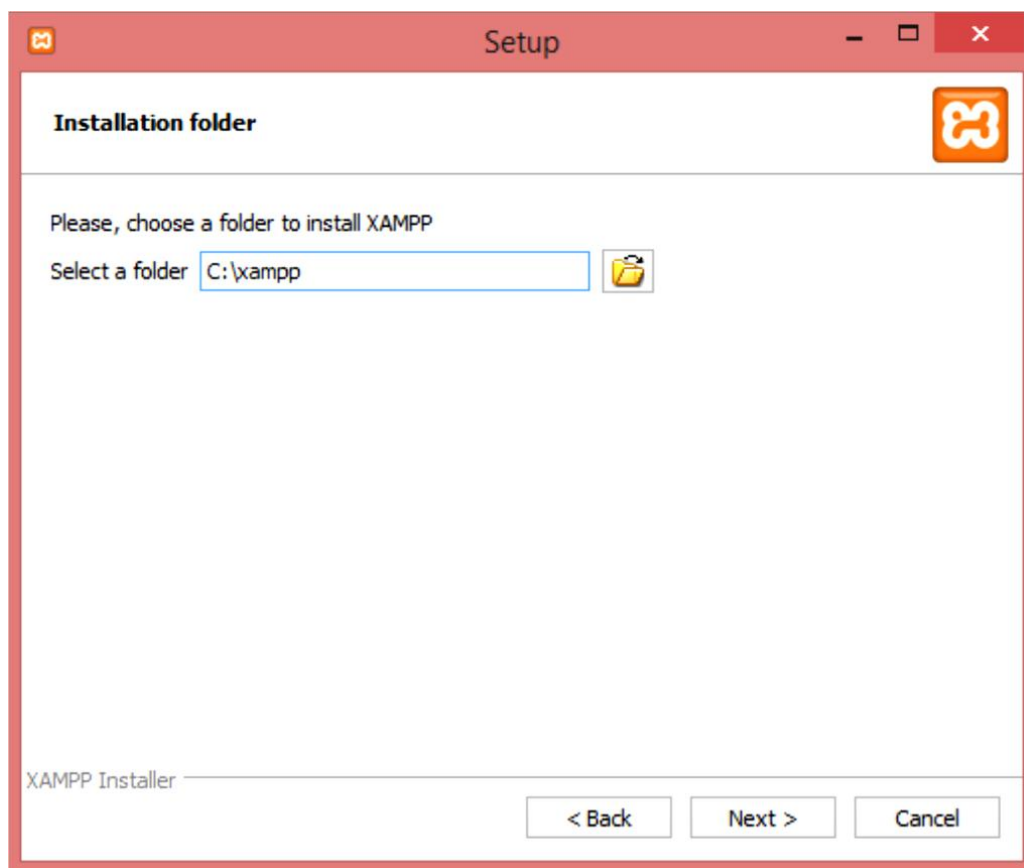 Setup
Installation folder
Please, choose a folder to install XAMPP
Select a folder C:\xampp
XAMPP Installer
< Back Next > Cancel